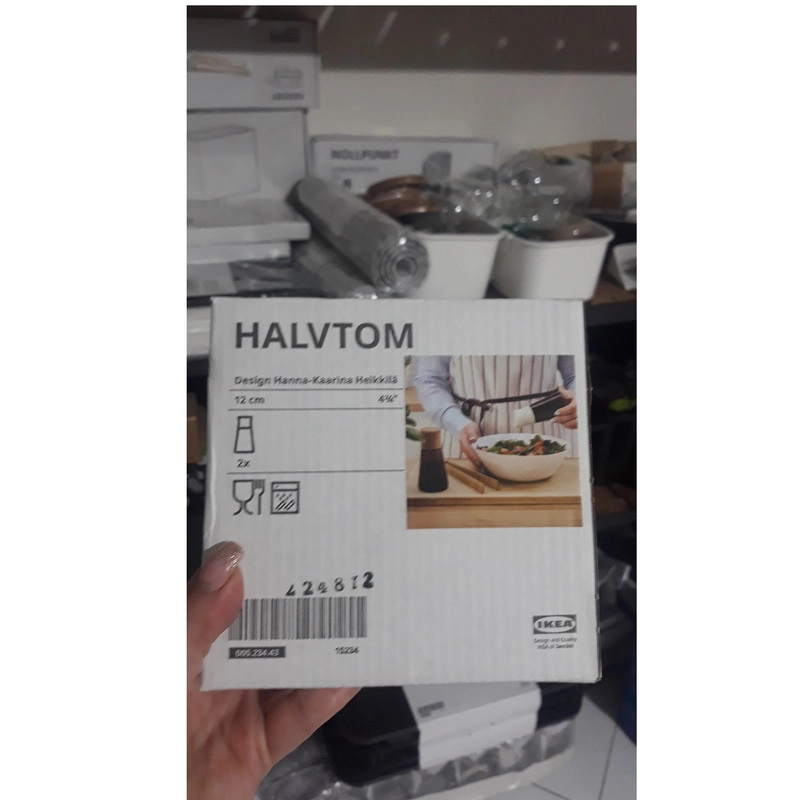 NOLLPUNKT
HALVTOM
Design Hanna-Kaarina Heikkilä
12 cm 4¾"
2x
424812
005.234.43 15234
IKEA
Design and Quality
IKEA of Sweden